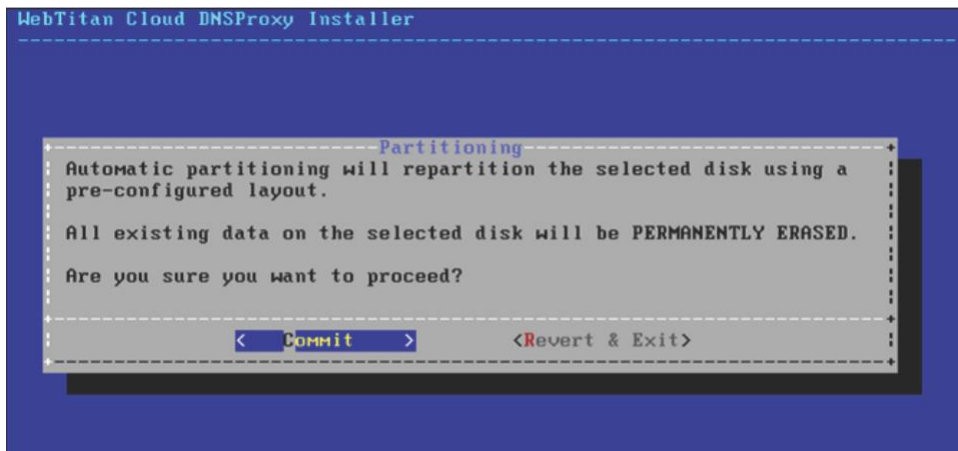 WebTitan Cloud DNSProxy Installer
Partitioning
Automatic partitioning will repartition the selected disk using a
pre-configured layout.
All existing data on the selected disk will be PERMANENTLY ERASED.
Are you sure you want to proceed?
< Commit > <Revert & Exit>